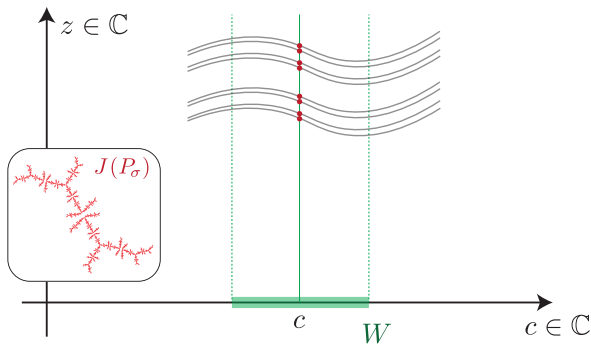 z ∈ ℂ
J(P_σ)
c
W
c ∈ ℂ